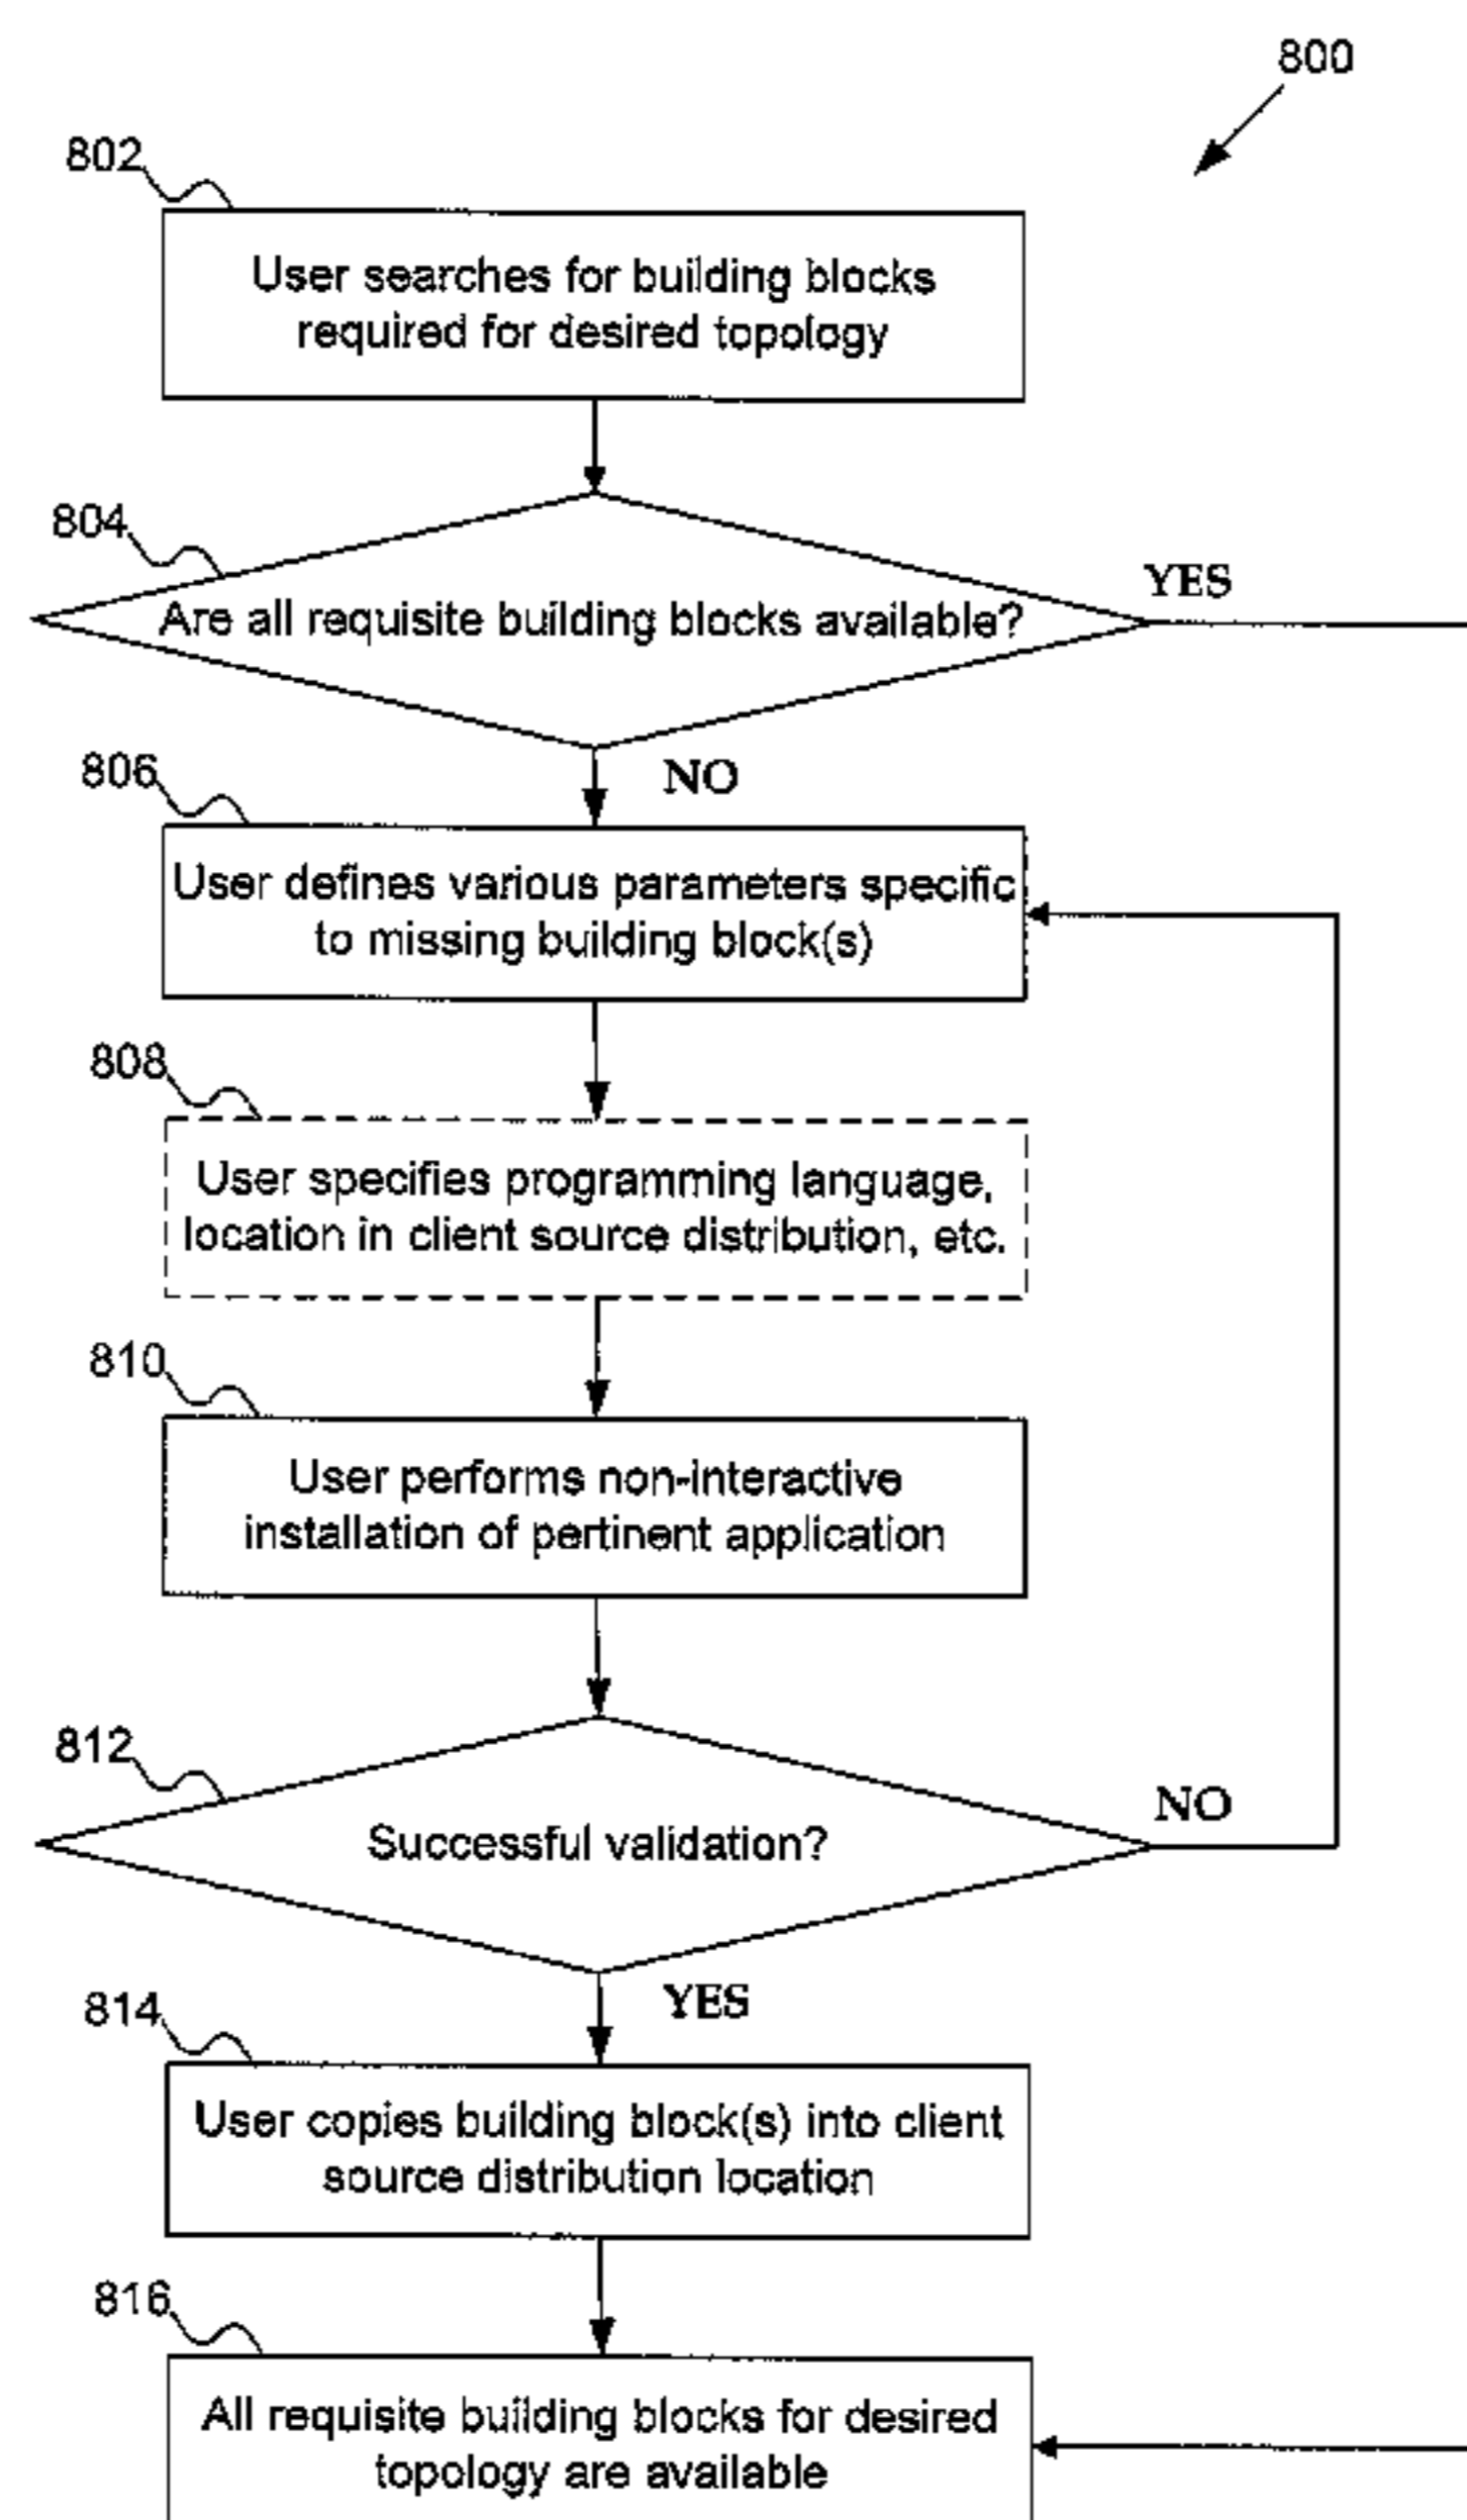 800
802
User searches for building blocks
required for desired topology
804
Are all requisite building blocks available?
YES
NO
806
User defines various parameters specific
to missing building block(s)
808
User specifies programming language,
location in client source distribution, etc.
810
User performs non-interactive
installation of pertinent application
812
Successful validation?
NO
YES
814
User copies building block(s) into client
source distribution location
816
All requisite building blocks for desired
topology are available